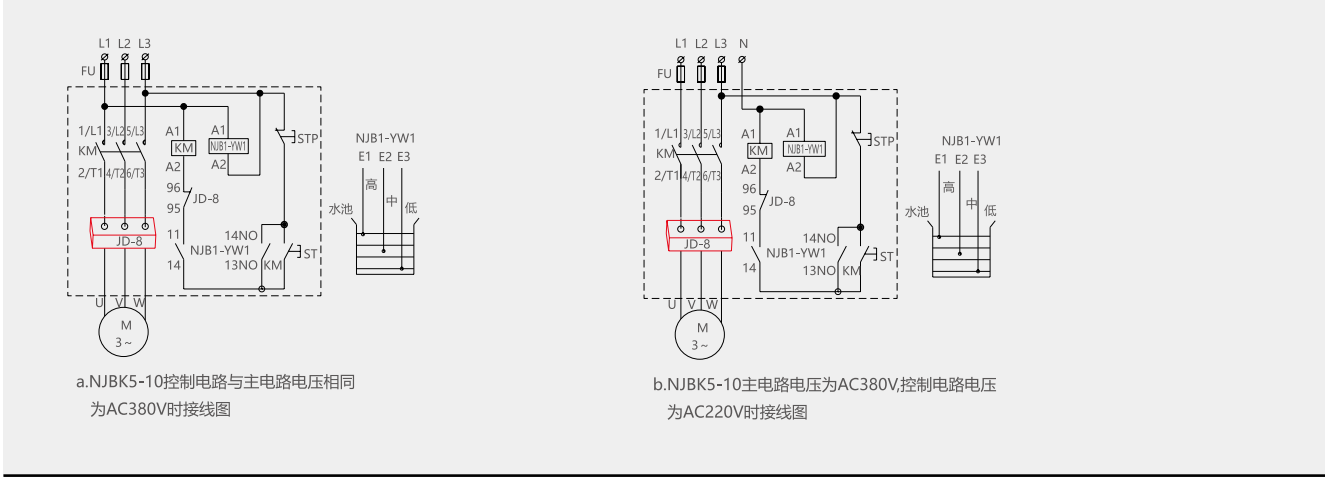 L1 L2 L3
FU
1/L1 3/L2 5/L3
A1
A1
KM
KM
NJB1-YW1
STP
2/T1 4/T2 6/T3
A2
A2
96
JD-8
95
JD-8
11
14NO
NJB1-YW1
ST
14
13NO KM
U V W
M
3～
NJB1-YW1
E1 E2 E3
高
中
水池
低
a.NJBK5-10控制电路与主电路电压相同
为AC380V时接线图
L1 L2 L3 N
FU
1/L1 3/L2 5/L3
A1
A1
KM
KM
NJB1-YW1
STP
2/T1 4/T2 6/T3
A2
A2
96
JD-8
95
JD-8
11
14NO
NJB1-YW1
ST
14
13NO KM
U V W
M
3～
NJB1-YW1
E1 E2 E3
高
中
水池
低
b.NJBK5-10主电路电压为AC380V,控制电路电压
为AC220V时接线图